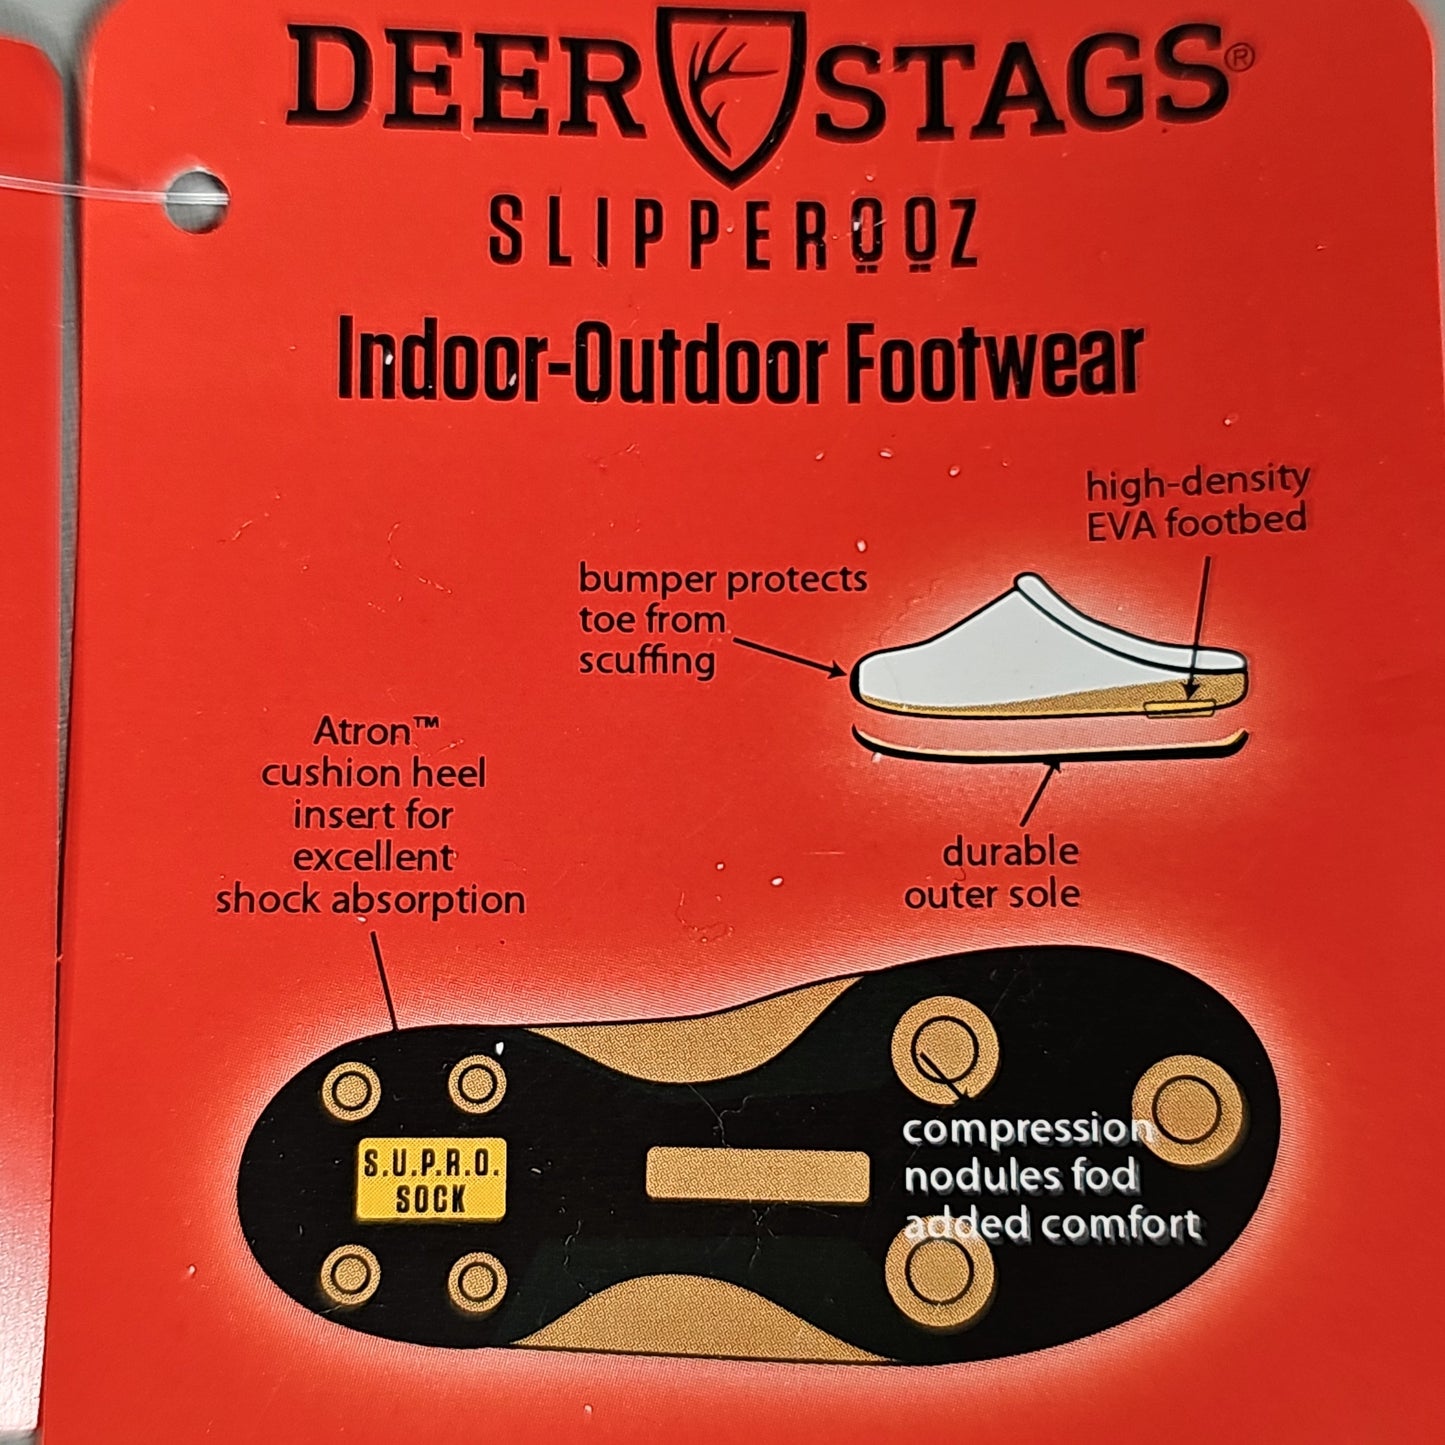 DEER STAGS®
SLIPPEROOZ
Indoor-Outdoor Footwear
high-density
EVA footbed
bumper protects
toe from
scuffing
Atron™
cushion heel
insert for
excellent
shock absorption
durable
outer sole
S.U.P.R.O.
SOCK
compression
nodules fod
added comfort